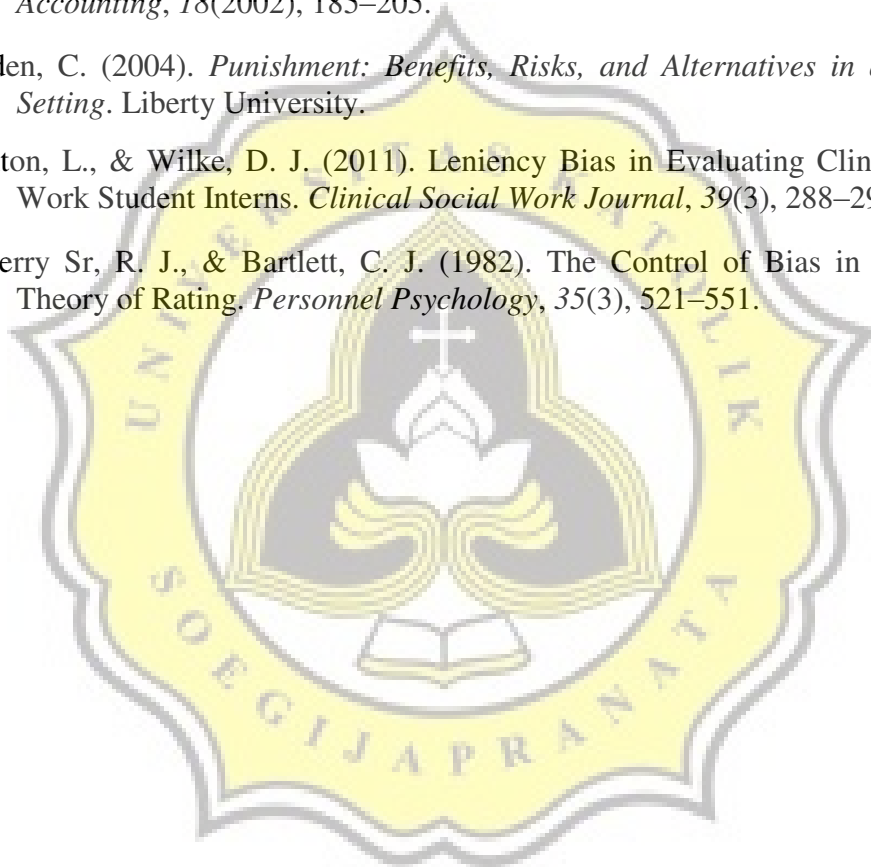 Accounting, 18(2002), 185–205.
den, C. (2004). Punishment: Benefits, Risks, and Alternatives in
Setting. Liberty University.
ton, L., & Wilke, D. J. (2011). Leniency Bias in Evaluating Clin
Work Student Interns. Clinical Social Work Journal, 39(3), 288–29
erry Sr, R. J., & Bartlett, C. J. (1982). The Control of Bias in
Theory of Rating. Personnel Psychology, 35(3), 521–551.
UNIVERSITAS KATOLIK
SOEGIJAPRANATA